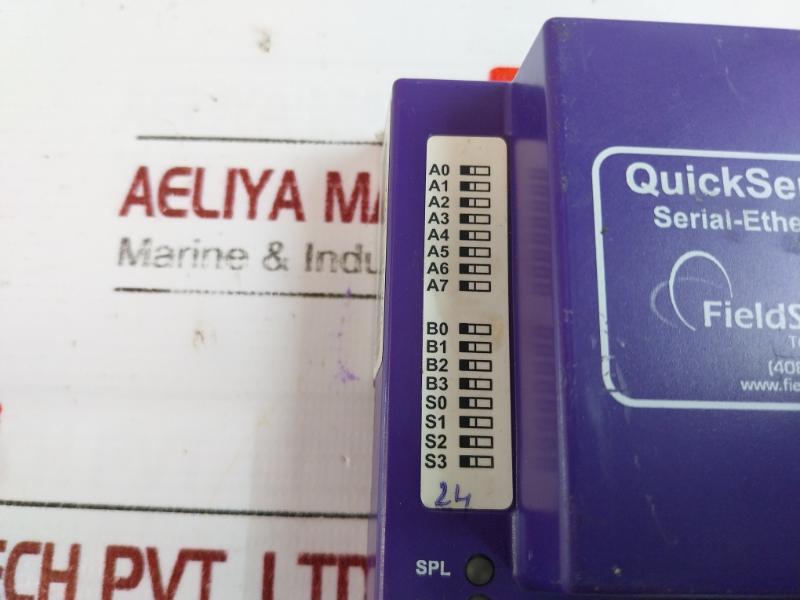 AELIYA MA
Marine & Indu
ECH PVT. LTD
A0
A1
A2
A3
A4
A5
A6
A7
B0
B1
B2
B3
S0
S1
S2
S3
24
SPL
QuickSer
Serial-Ethe
FieldS
(408
www.fie